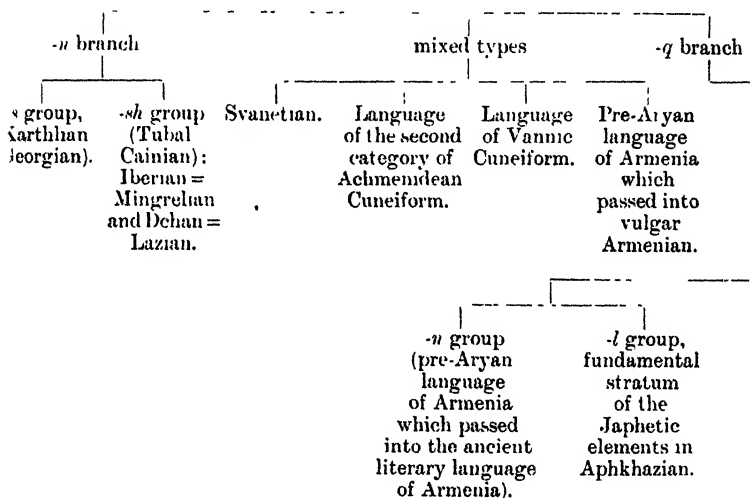 -n branch
mixed types
-q branch
s group,
Karthlian
Georgian).
-sh group
(Tubal
Cainian):
Iberian =
Mingrelian
and Dchan =
Lazian.
Svanetian.
Language
of the second
category of
Achmenidean
Cuneiform.
Language
of Vannic
Cuneiform.
Pre-Aryan
language
of Armenia
which
passed into
vulgar
Armenian.
-n group
(pre-Aryan
language
of Armenia
which passed
into the ancient
literary language
of Armenia).
-l group,
fundamental
stratum
of the
Japhetic
elements in
Aphkhazian.